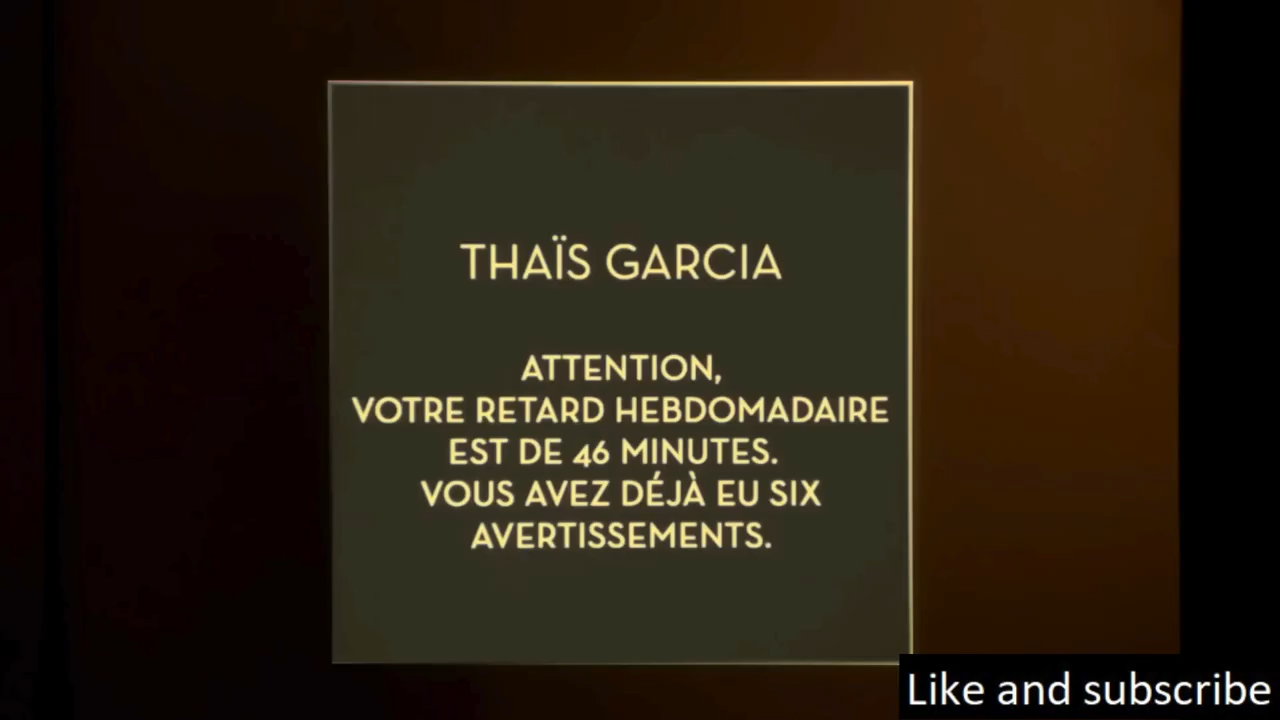 THAÏS GARCIA
ATTENTION,
VOTRE RETARD HEBDOMADAIRE
EST DE 46 MINUTES.
VOUS AVEZ DÉJÀ EU SIX
AVERTISSEMENTS.
Like and subscribe